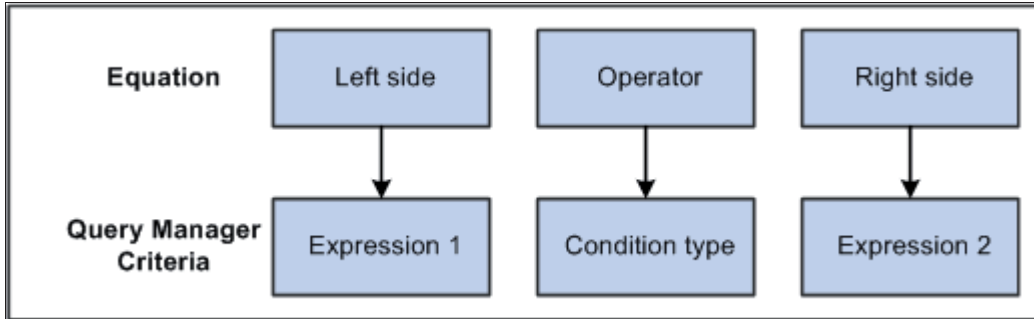 Equation
Left side
Operator
Right side
Query Manager
Criteria
Expression 1
Condition type
Expression 2